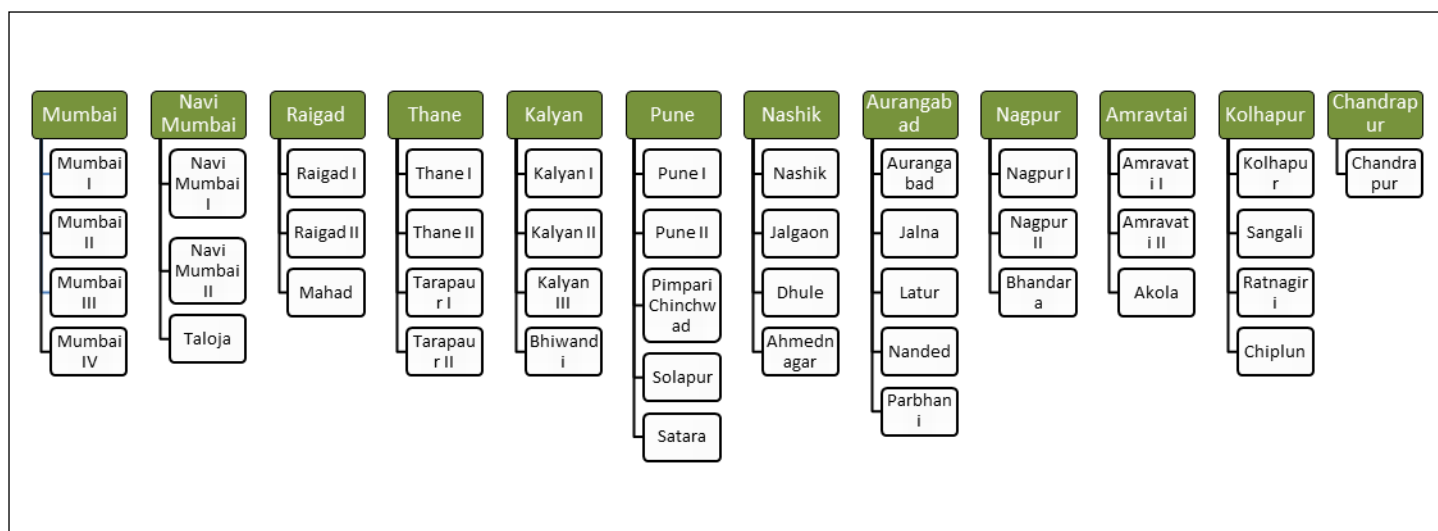 Mumbai
Mumbai
I
Mumbai
II
Mumbai
III
Mumbai
IV
Navi
Mumbai
Navi
Mumbai
I
Navi
Mumbai
II
Taloja
Raigad
Raigad I
Raigad II
Mahad
Thane
Thane I
Thane II
Tarapau
r I
Tarapau
r II
Kalyan
Kalyan I
Kalyan II
Kalyan
III
Bhiwand
i
Pune
Pune I
Pune II
Pimpari
Chinchw
ad
Solapur
Satara
Nashik
Nashik
Jalgaon
Dhule
Ahmedn
agar
Aurangab
ad
Aurang
abad
Jalna
Latur
Nanded
Parbhan
i
Nagpur
Nagpur I
Nagpur
II
Bhandar
a
Amravtai
Amravat
i I
Amravat
i II
Akola
Kolhapur
Kolhapu
r
Sangali
Ratnagir
i
Chiplun
Chandrap
ur
Chandra
pur